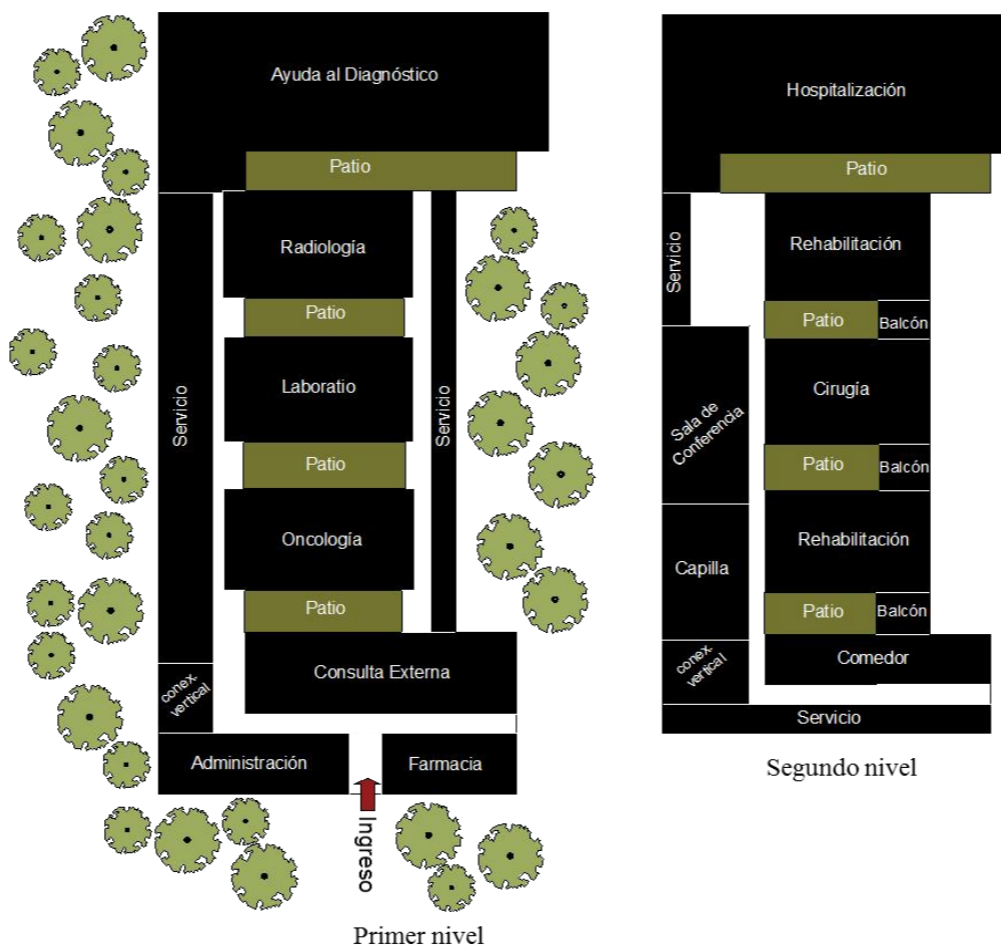 Ayuda al Diagnóstico
Patio
Radiología
Patio
Laboratio
Servicio
Servicio
Patio
Oncología
Patio
Consulta Externa
conex.
vertical
Administración
Farmacia
Ingreso
Primer nivel
Hospitalización
Patio
Servicio
Rehabilitación
Patio
Balcón
Cirugía
Sala de
Conferencia
Patio
Balcón
Rehabilitación
Capilla
Patio
Balcón
conex.
vertical
Comedor
Servicio
Segundo nivel